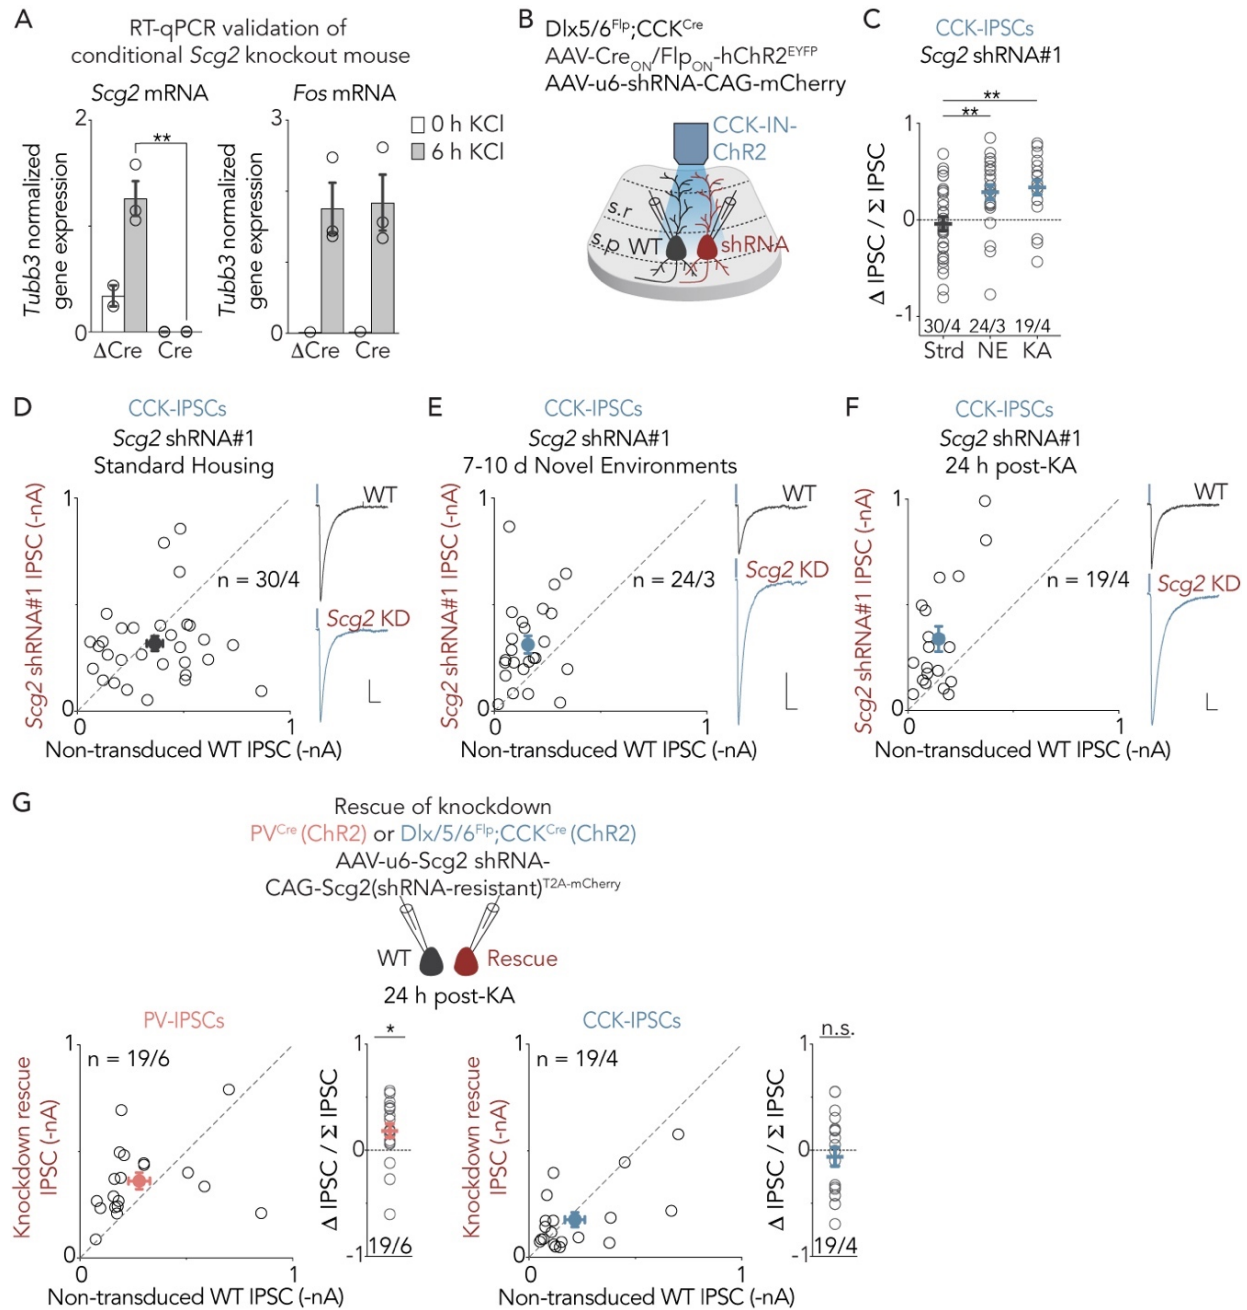 A
RT-qPCR validation of
conditional Scg2 knockout mouse
Scg2 mRNA
Fos mRNA
Tubb3 normalized
gene expression
2
0
**
ΔCre
Cre
Tubb3 normalized
gene expression
3
0
ΔCre
Cre
0 h KCl
6 h KCl
B
Dlx5/6Flp;CCKCre
AAV-CreON/FlpON-hChR2EYFP
AAV-u6-shRNA-CAG-mCherry
CCK-IN-
ChR2
s.r
s.p
WT
shRNA
C
CCK-IPSCs
Scg2 shRNA#1
**
**
Δ IPSC / Σ IPSC
1
0
-1
30/4 24/3 19/4
Strd NE KA
D
CCK-IPSCs
Scg2 shRNA#1
Standard Housing
Scg2 shRNA#1 IPSC (-nA)
1
n = 30/4
0
0
1
Non-transduced WT IPSC (-nA)
WT
Scg2 KD
E
CCK-IPSCs
Scg2 shRNA#1
7-10 d Novel Environments
Scg2 shRNA#1 IPSC (-nA)
1
n = 24/3
0
0
1
Non-transduced WT IPSC (-nA)
WT
Scg2 KD
F
CCK-IPSCs
Scg2 shRNA#1
24 h post-KA
Scg2 shRNA#1 IPSC (-nA)
1
n = 19/4
0
0
1
Non-transduced WT IPSC (-nA)
WT
Scg2 KD
G
Rescue of knockdown
PVCre (ChR2) or Dlx/5/6Flp;CCKCre (ChR2)
AAV-u6-Scg2 shRNA-
CAG-Scg2(shRNA-resistant)T2A-mCherry
WT
Rescue
24 h post-KA
PV-IPSCs
Knockdown rescue
IPSC (-nA)
1
n = 19/6
0
0
1
Non-transduced WT IPSC (-nA)
*
Δ IPSC / Σ IPSC
1
0
-1
19/6
CCK-IPSCs
Knockdown rescue
IPSC (-nA)
1
n = 19/4
0
0
1
Non-transduced WT IPSC (-nA)
n.s.
Δ IPSC / Σ IPSC
1
0
-1
19/4